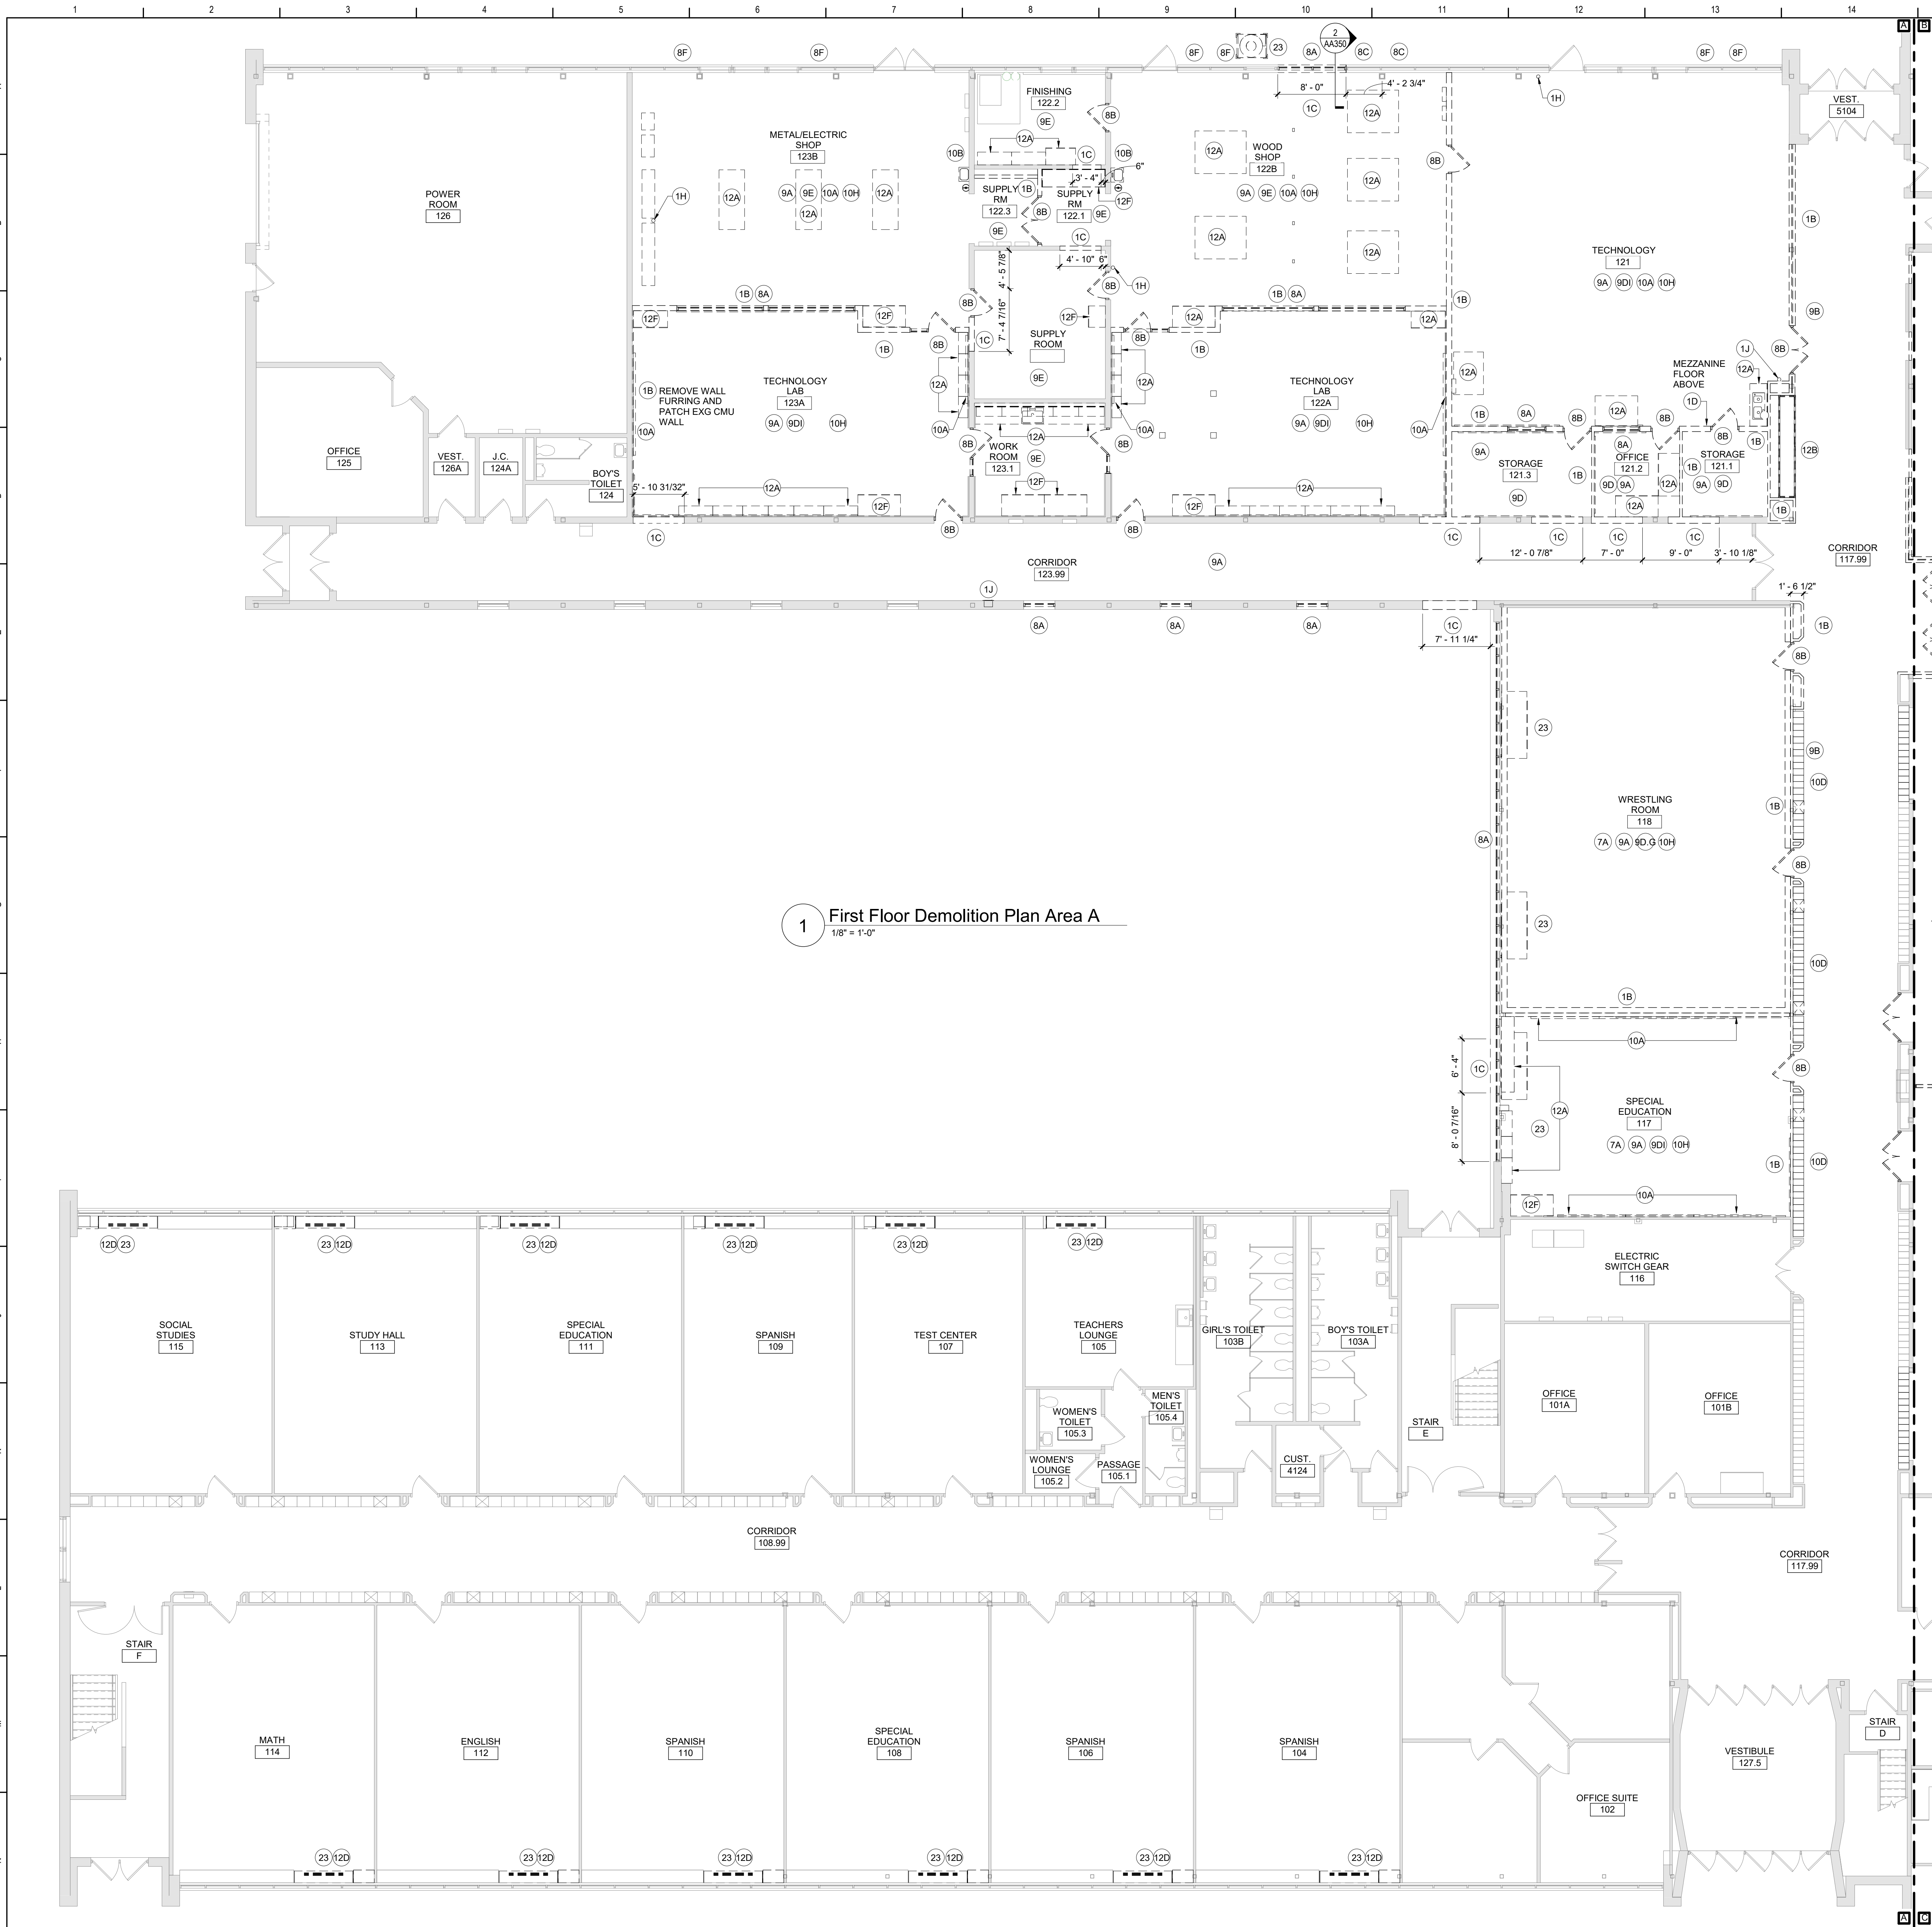 1 2 3 4 5 6 7 8 9 10 11 12 13 14
A B
8F 8F 8F 8F 23 8A 8C 8C 8F 8F
2
AA350
8' - 0"
4' - 2 3/4"
1C
1H
VEST.
5104
FINISHING
122.2
9E
8B
12A
12A
METAL/ELECTRIC
SHOP
123B
10B
12A
1C
10B
6"
3' - 4"
WOOD
SHOP
122B
12A
12A
8B
POWER
ROOM
126
1H
12A
9A 9E 10A 10H
12A
12A
SUPPLY
RM
122.3
1B
8B
9E
SUPPLY
RM
122.1
9E
12F
9A 9E 10A 10H
12A
12A
1B
1C
4' - 10"
6"
12A
TECHNOLOGY
121
9A 9DI 10A 10H
4' - 5 7/8"
7' - 4 7/16"
8B
1H
1B 8A
1B 8A
1B
9B
12F
12F
8B
8B
1B
1C
12F
SUPPLY
ROOM
9E
8B
12A
1B
12A
1J
8B
MEZZANINE
FLOOR
ABOVE
12A
12A
1D
1B
REMOVE WALL
FURRING AND
PATCH EXG CMU
WALL
10A
TECHNOLOGY
LAB
123A
9A 9DI 10H
12A
10A
12A
10A
12A
TECHNOLOGY
LAB
122A
9A 9DI 10H
10A
1B
8A
8B
12A
8B
8B
1B
12B
OFFICE
125
VEST.
126A
J.C.
124A
BOY'S
TOILET
124
8B
WORK
ROOM
123.1
9E
8B
9A
STORAGE
121.3
9D
1B
8A
OFFICE
121.2
9D 9A
12A
12A
STORAGE
121.1
1B
9A 9D
1B
5' - 10 31/32"
12A
12F
12F
12F
12A
1C
8B
8B
1C
1C
1C
1C
12' - 0 7/8"
7' - 0"
9' - 0"
3' - 10 1/8"
CORRIDOR
123.99
9A
CORRIDOR
117.99
1J
8A
8A
8A
1C
7' - 11 1/4"
1' - 6 1/2"
1B
8B
23
9B
10D
WRESTLING
ROOM
118
7A 9A 9D.G 10H
1B
8A
8B
1
First Floor Demolition Plan Area A
1/8" = 1'-0"
23
10D
1B
10A
6' - 4"
1C
8B
8' - 0 7/16"
12A
23
SPECIAL
EDUCATION
117
7A 9A 9DI 10H
1B
10D
12F
10A
12D 23
23 12D
23 12D
23 12D
23 12D
23 12D
ELECTRIC
SWITCH GEAR
116
SOCIAL
STUDIES
115
STUDY HALL
113
SPECIAL
EDUCATION
111
SPANISH
109
TEST CENTER
107
TEACHERS
LOUNGE
105
GIRL'S TOILET
103B
BOY'S TOILET
103A
WOMEN'S
TOILET
105.3
MEN'S
TOILET
105.4
OFFICE
101A
OFFICE
101B
STAIR
E
WOMEN'S
LOUNGE
105.2
PASSAGE
105.1
CUST.
4124
CORRIDOR
108.99
CORRIDOR
117.99
STAIR
F
MATH
114
ENGLISH
112
SPANISH
110
SPECIAL
EDUCATION
108
SPANISH
106
SPANISH
104
VESTIBULE
127.5
STAIR
D
OFFICE SUITE
102
23 12D
23 12D
23 12D
23 12D
23 12D
23 12D
A C